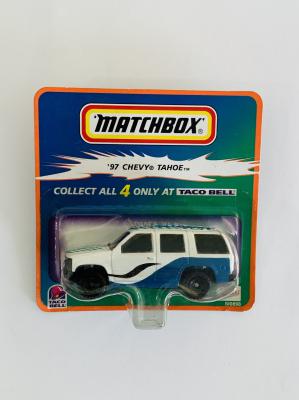 MATCHBOX®
'97 CHEVY® TAHOE™
COLLECT ALL 4 ONLY AT TACO BELL
TACO
BELL®